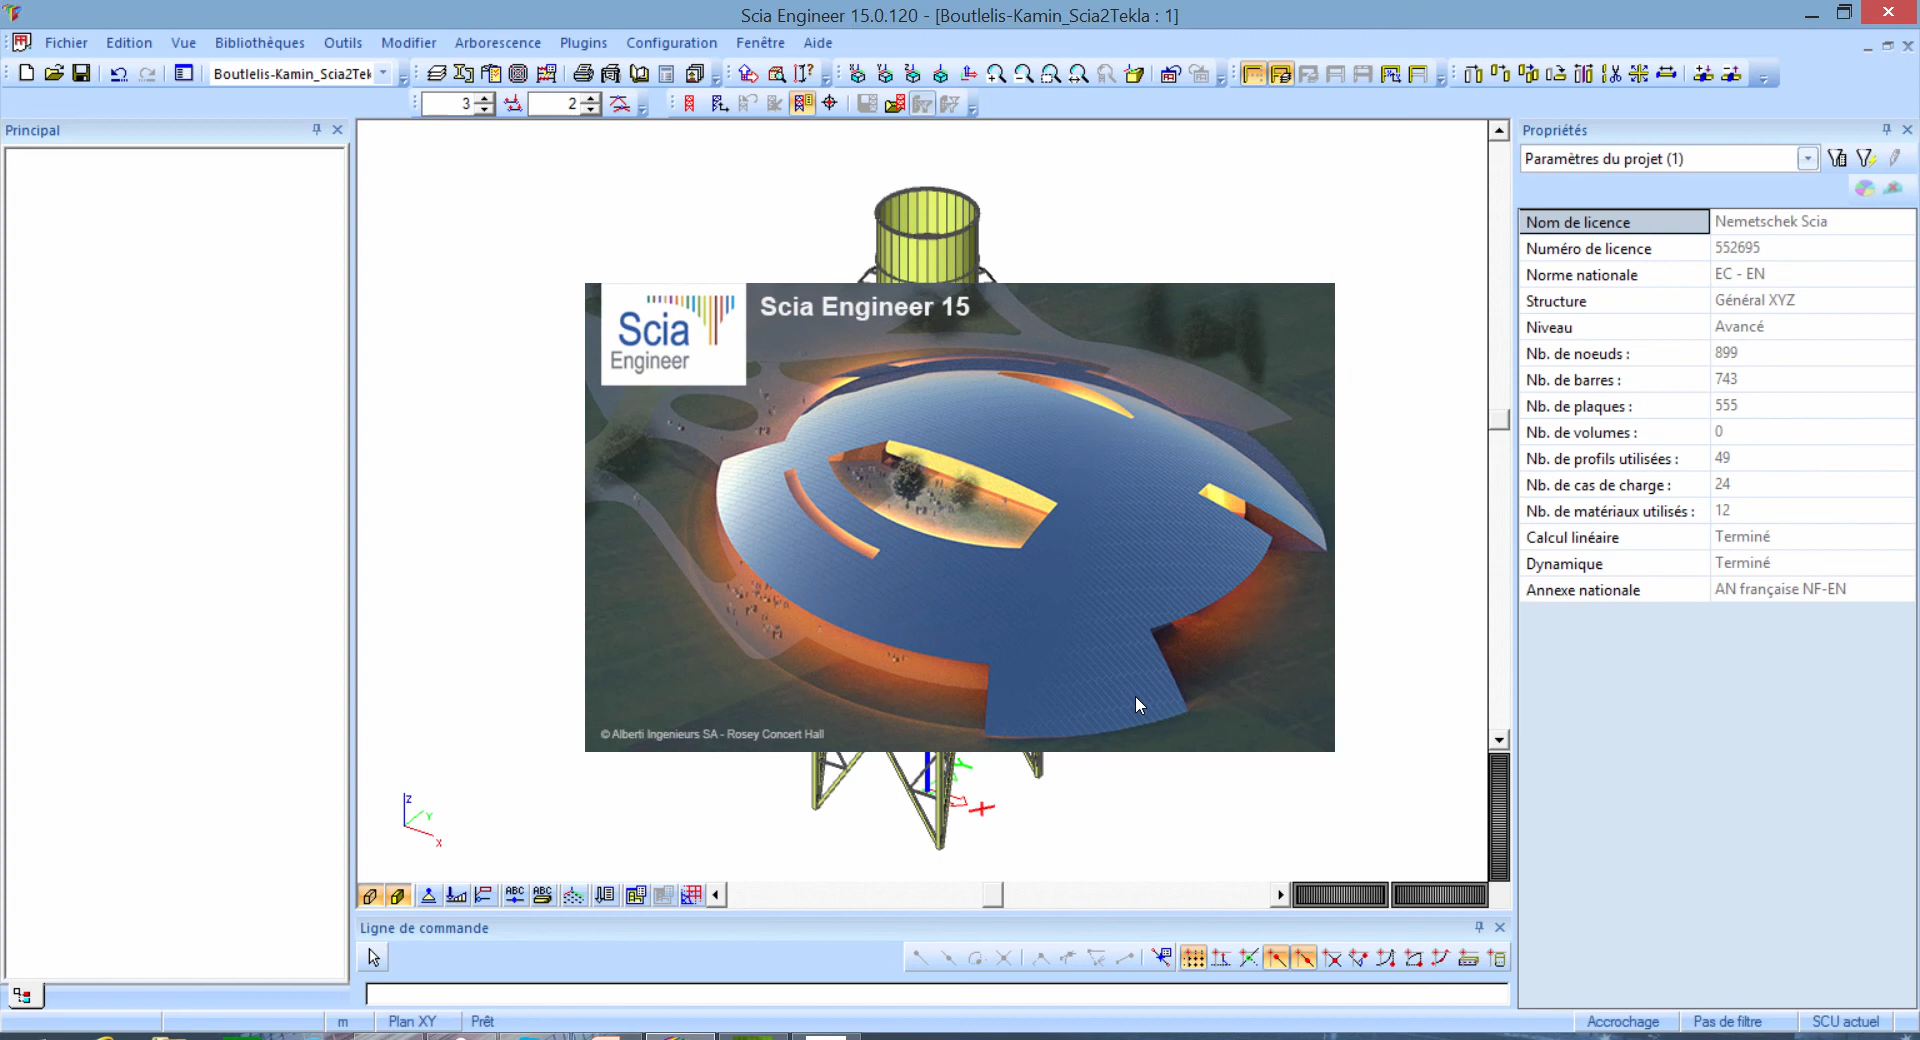 Scia Engineer 15.0.120 - [Boutlelis-Kamin_Scia2Tekla : 1]
Fichier Edition Vue Bibliothèques Outils Modifier Arborescence Plugins Configuration Fenêtre Aide
Boutlelis-Kamin_Scia2Tek
3 2
Principal
Propriétés
Paramètres du projet (1)
Nom de licence Nemetschek Scia
Numéro de licence 552695
Norme nationale EC - EN
Structure Général XYZ
Niveau Avancé
Nb. de noeuds : 899
Nb. de barres : 743
Nb. de plaques : 555
Nb. de volumes : 0
Nb. de profils utilisées : 49
Nb. de cas de charge : 24
Nb. de matériaux utilisés : 12
Calcul linéaire Terminé
Dynamique Terminé
Annexe nationale AN française NF-EN
Scia Engineer 15
Scia
Engineer
© Alberti Ingenieurs SA - Rosey Concert Hall
Y
X
Z
Y
X
ABC ABC
Ligne de commande
m Plan XY Prêt Accrochage Pas de filtre SCU actuel